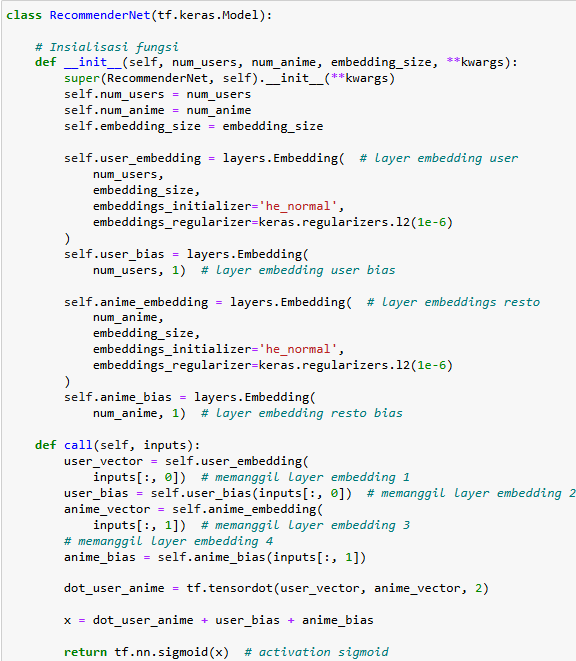 class RecommenderNet(tf.keras.Model):

    # Insialisasi fungsi
    def __init__(self, num_users, num_anime, embedding_size, **kwargs):
        super(RecommenderNet, self).__init__(**kwargs)
        self.num_users = num_users
        self.num_anime = num_anime
        self.embedding_size = embedding_size

        self.user_embedding = layers.Embedding(  # layer embedding user
            num_users,
            embedding_size,
            embeddings_initializer='he_normal',
            embeddings_regularizer=keras.regularizers.l2(1e-6)
        )
        self.user_bias = layers.Embedding(
            num_users, 1)  # layer embedding user bias

        self.anime_embedding = layers.Embedding(  # layer embeddings resto
            num_anime,
            embedding_size,
            embeddings_initializer='he_normal',
            embeddings_regularizer=keras.regularizers.l2(1e-6)
        )
        self.anime_bias = layers.Embedding(
            num_anime, 1)  # layer embedding resto bias

    def call(self, inputs):
        user_vector = self.user_embedding(
            inputs[:, 0])  # memanggil layer embedding 1
        user_bias = self.user_bias(inputs[:, 0])  # memanggil layer embedding 2
        anime_vector = self.anime_embedding(
            inputs[:, 1])  # memanggil layer embedding 3
        # memanggil layer embedding 4
        anime_bias = self.anime_bias(inputs[:, 1])

        dot_user_anime = tf.tensordot(user_vector, anime_vector, 2)

        x = dot_user_anime + user_bias + anime_bias

        return tf.nn.sigmoid(x)  # activation sigmoid